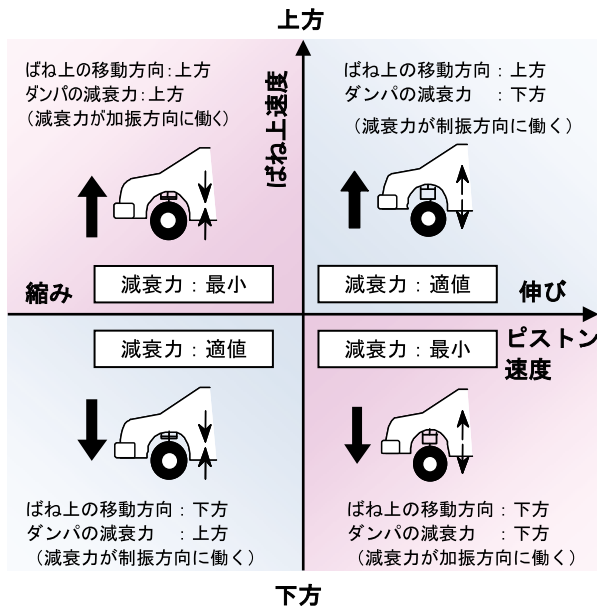 上方
ばね上の移動方向：上方
ダンパの減衰力：上方
（減衰力が加振方向に働く）
ばね上速度
ばね上の移動方向：上方
ダンパの減衰力　：下方
（減衰力が制振方向に働く）
縮み
減衰力：最小
減衰力：適値
伸び
減衰力：適値
減衰力：最小
ピストン
速度
ばね上の移動方向：下方
ダンパの減衰力　：上方
（減衰力が制振方向に働く）
ばね上の移動方向：下方
ダンパの減衰力　：下方
（減衰力が加振方向に働く）
下方